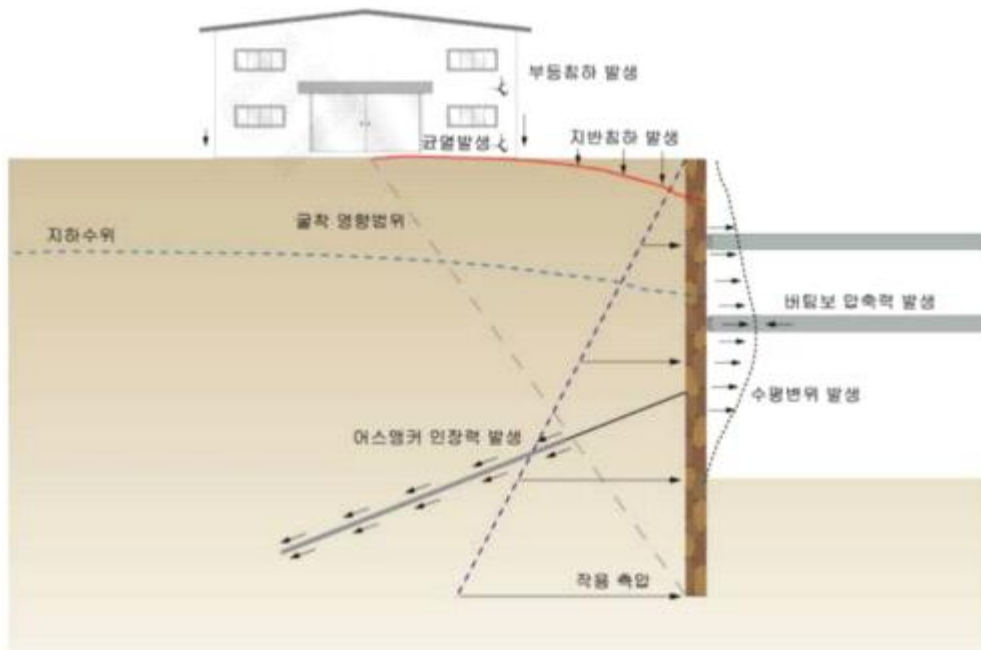 부등침하 발생
균열발생
지반침하 발생
굴착 영향범위
지하수위
버팀보 압축력 발생
수평변위 발생
어스앵커 인장력 발생
작용 측압